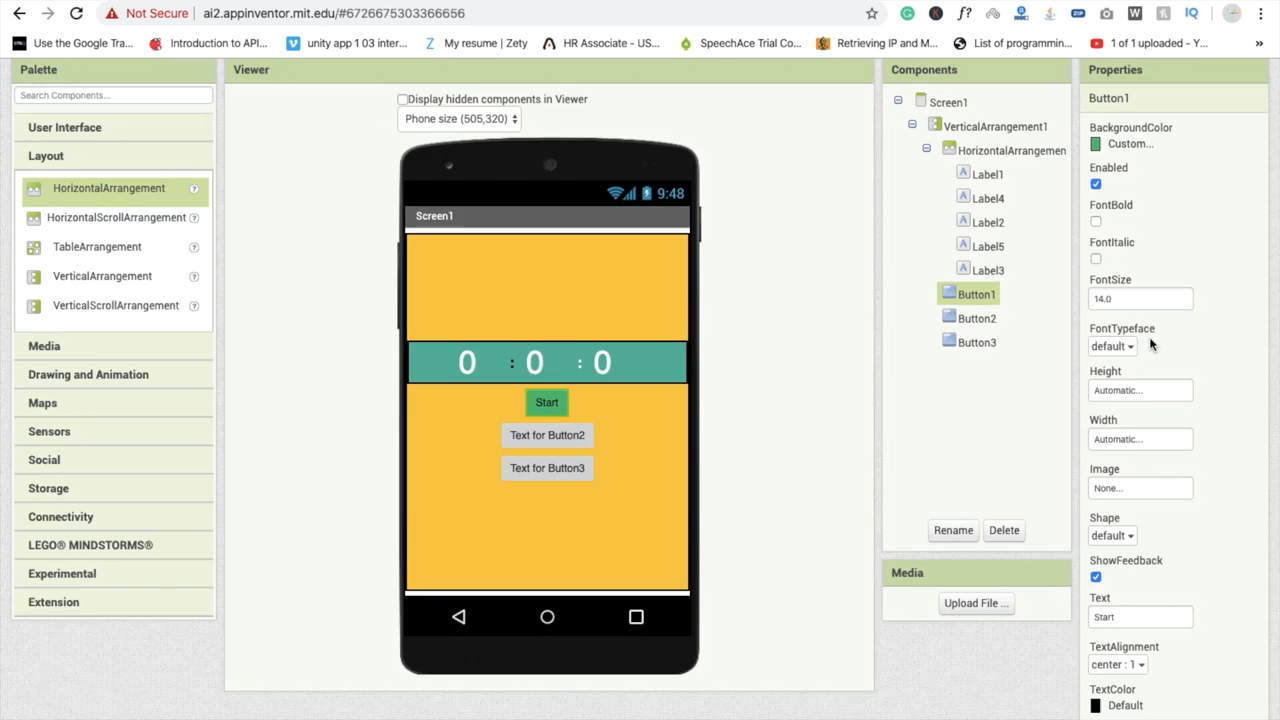 Not Secure
ai2.appinventor.mit.edu/#6726675303366656
Use the Google Tra...
Introduction to API...
unity app 1 03 inter...
My resume | Zety
HR Associate - US...
SpeechAce Trial Co...
Retrieving IP and M...
List of programmin...
1 of 1 uploaded - Y...
»
Palette
Search Components...
User Interface
Layout
HorizontalArrangement
HorizontalScrollArrangement
TableArrangement
VerticalArrangement
VerticalScrollArrangement
Media
Drawing and Animation
Maps
Sensors
Social
Storage
Connectivity
LEGO® MINDSTORMS®
Experimental
Extension
Viewer
Display hidden components in Viewer
Phone size (505,320)
9:48
Screen1
0 : 0 : 0
Start
Text for Button2
Text for Button3
Components
Screen1
VerticalArrangement1
HorizontalArrangemen
Label1
Label4
Label2
Label5
Label3
Button1
Button2
Button3
Rename
Delete
Media
Upload File ...
Properties
Button1
BackgroundColor
Custom...
Enabled
FontBold
FontItalic
FontSize
14.0
FontTypeface
default
Height
Automatic...
Width
Automatic...
Image
None...
Shape
default
ShowFeedback
Text
Start
TextAlignment
center : 1
TextColor
Default